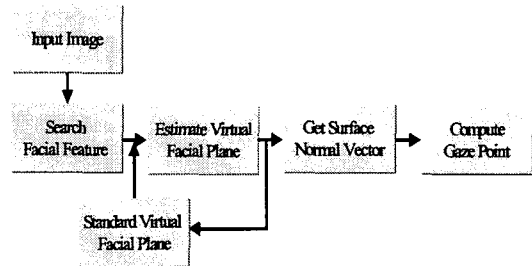 Input Image
Search
Facial Feature
Estimate Virtual
Facial Plane
Get Surface
Normal Vector
Compute
Gaze Point
Standard Virtual
Facial Plane